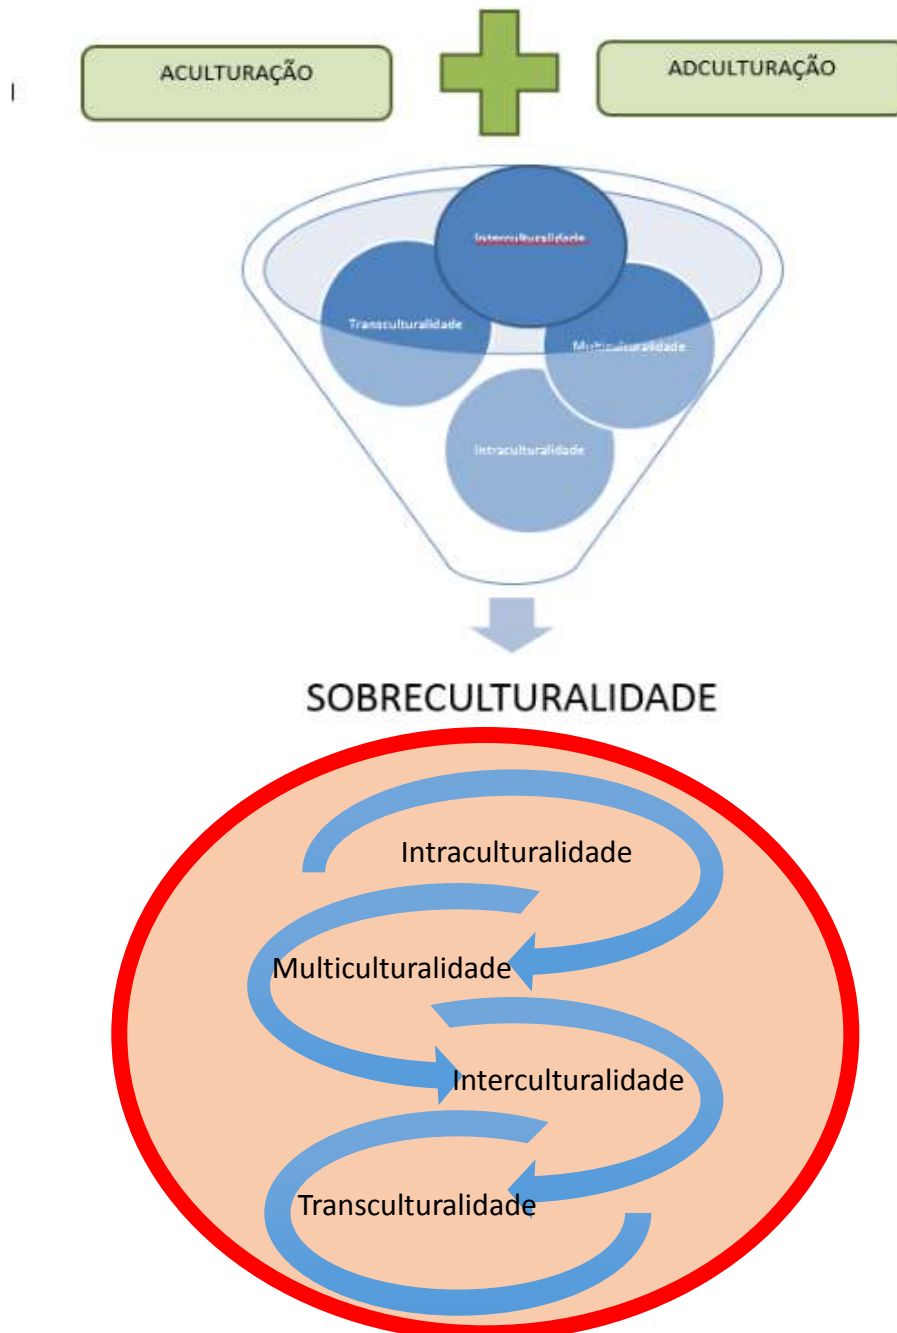 ACULTURAÇÃO
ADCULTURAÇÃO
Interculturalidade
Transculturalidade
Multiculturalidade
Intraculturalidade
SOBRECULTURALIDADE
Intraculturalidade
Multiculturalidade
Interculturalidade
Transculturalidade